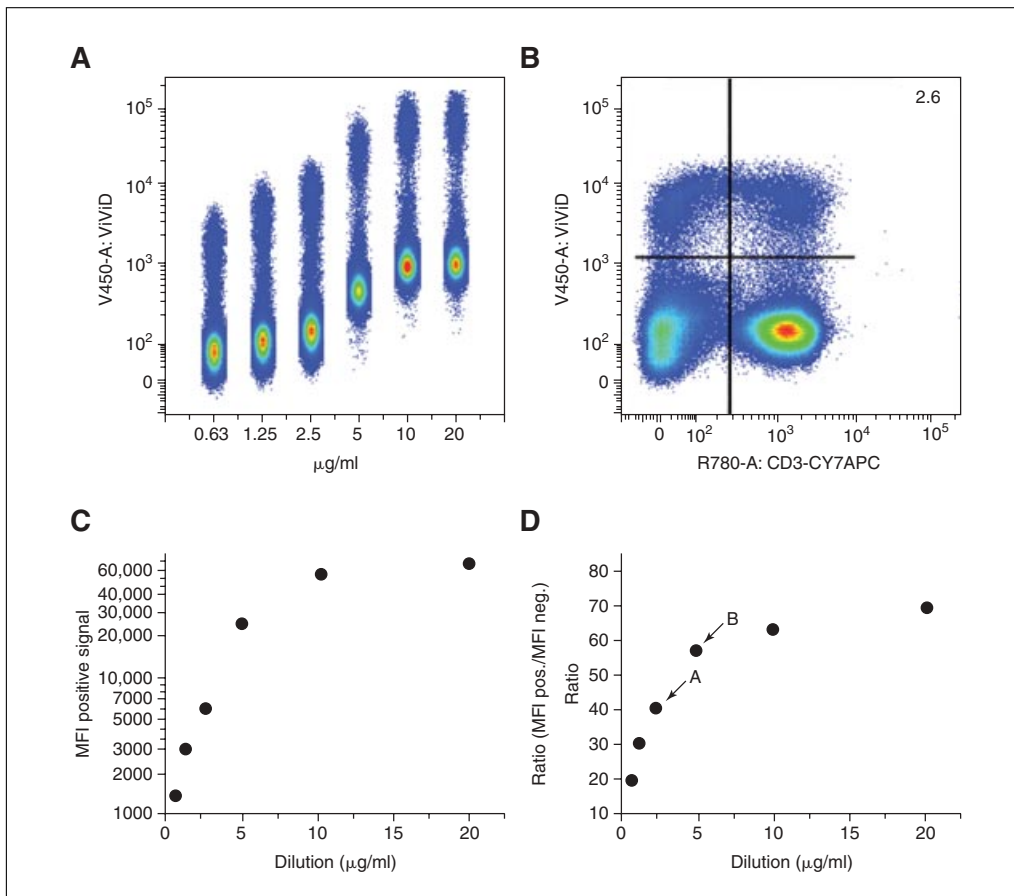 A
V450-A: ViViD
10⁵
10⁴
10³
10²
0
0.63 1.25 2.5 5 10 20
μg/ml
B
2.6
V450-A: ViViD
10⁵
10⁴
10³
10²
0
0 10² 10³ 10⁴ 10⁵
R780-A: CD3-CY7APC
C
MFI positive signal
60,000
40,000
30,000
20,000
10,000
7000
5000
3000
2000
1000
0 5 10 15 20
Dilution (μg/ml)
D
Ratio (MFI pos./MFI neg.)
Ratio
80
70
60
50
40
30
20
10
B
A
0 5 10 15 20
Dilution (μg/ml)